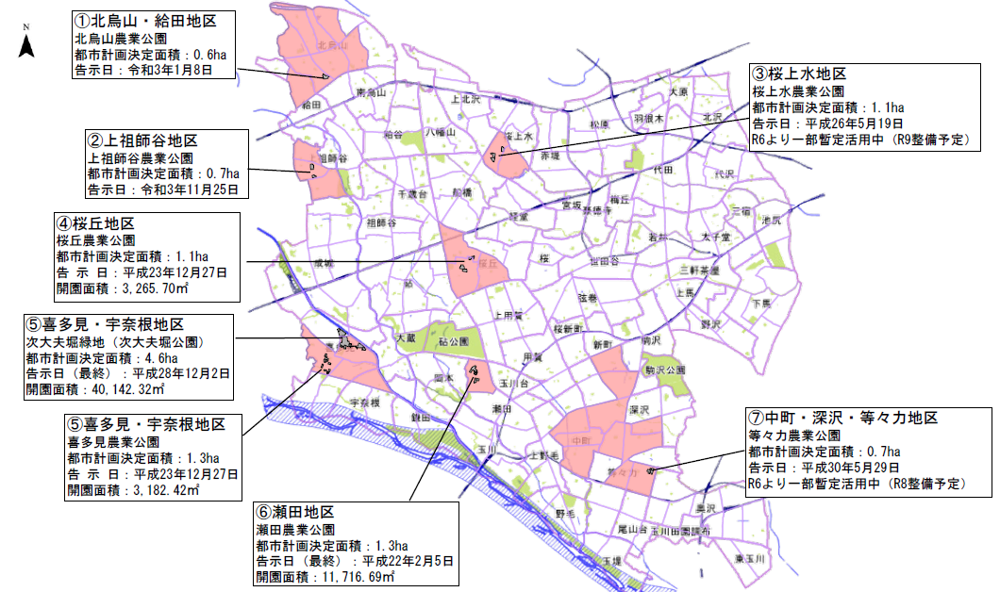 N
①北烏山・給田地区
北烏山農業公園
都市計画決定面積：0.6ha
告示日：令和3年1月8日
②上祖師谷地区
上祖師谷農業公園
都市計画決定面積：0.7ha
告示日：令和3年11月25日
③桜上水地区
桜上水農業公園
都市計画決定面積：1.1ha
告示日：平成26年5月19日
R6より一部暫定活用中（R9整備予定）
④桜丘地区
桜丘農業公園
都市計画決定面積：1.1ha
告 示 日：平成23年12月27日
開園面積：3,265.70㎡
⑤喜多見・宇奈根地区
次大夫堀緑地（次大夫堀公園）
都市計画決定面積：4.6ha
告示日（最終）：平成28年12月2日
開園面積：40,142.32㎡
⑤喜多見・宇奈根地区
喜多見農業公園
都市計画決定面積：1.3ha
告 示 日：平成23年12月27日
開園面積：3,182.42㎡
⑥瀬田地区
瀬田農業公園
都市計画決定面積：1.3ha
告示日（最終）：平成22年2月5日
開園面積：11,716.69㎡
⑦中町・深沢・等々力地区
等々力農業公園
都市計画決定面積：0.7ha
告示日：平成30年5月29日
R6より一部暫定活用中（R8整備予定）
北烏山
給田
南烏山
上北沢
粕谷
八幡山
上祖師谷
千歳台
船橋
祖師谷
成城
砧
桜上水
赤堤
松原
羽根木
大原
北沢
代田
代沢
宮坂
豪徳寺
梅丘
経堂
桜丘
桜
世田谷
若林
太子堂
三宿
池尻
三軒茶屋
上馬
下馬
野沢
弦巻
上用賀
桜新町
新町
駒沢
駒沢公園
大蔵
砧公園
岡本
用賀
玉川台
宇奈根
鎌田
瀬田
玉川
上野毛
中町
深沢
等々力
野毛
尾山台
玉川田園調布
奥沢
東玉川
玉堤